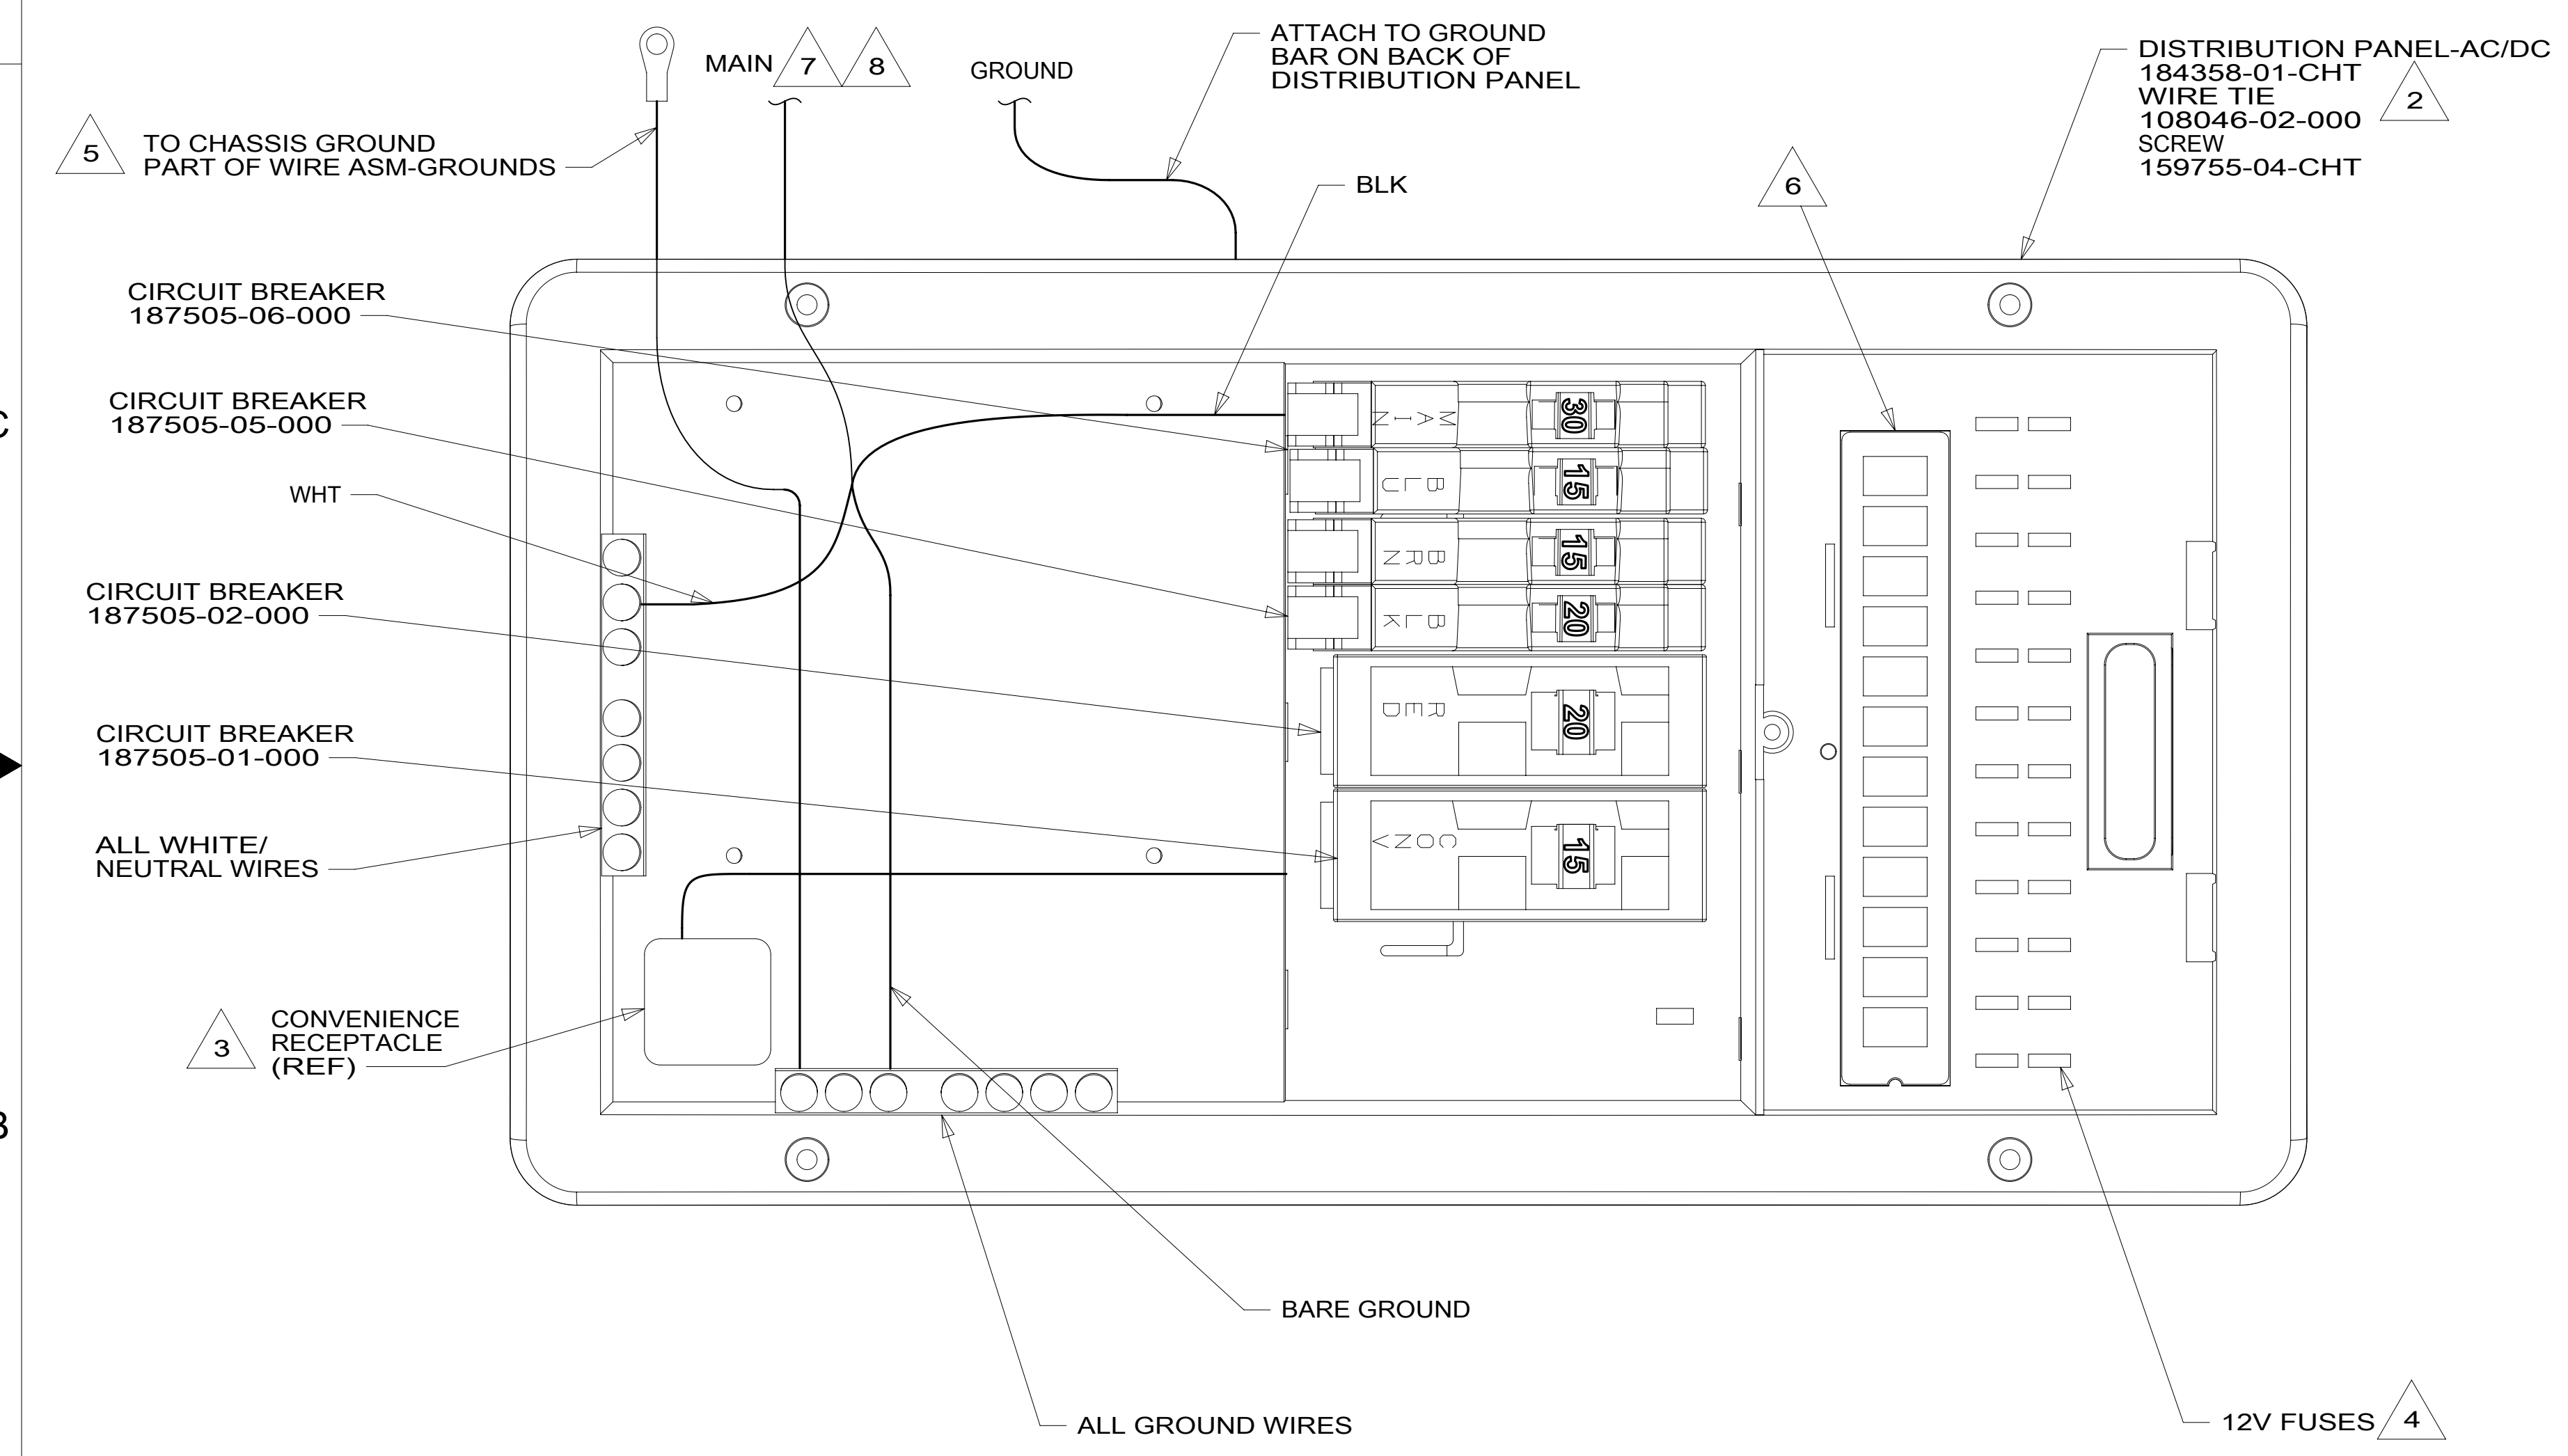 MAIN
7
8
GROUND
ATTACH TO GROUND
BAR ON BACK OF
DISTRIBUTION PANEL
DISTRIBUTION PANEL-AC/DC
184358-01-CHT
WIRE TIE
108046-02-000
SCREW
159755-04-CHT
2
5
TO CHASSIS GROUND
PART OF WIRE ASM-GROUNDS
BLK
6
CIRCUIT BREAKER
187505-06-000
CIRCUIT BREAKER
187505-05-000
WHT
CIRCUIT BREAKER
187505-02-000
CIRCUIT BREAKER
187505-01-000
ALL WHITE/
NEUTRAL WIRES
MAIN
30
BLU
15
BRN
15
BLK
20
RED
20
CONV
15
3
CONVENIENCE
RECEPTACLE
(REF)
BARE GROUND
ALL GROUND WIRES
12V FUSES
4